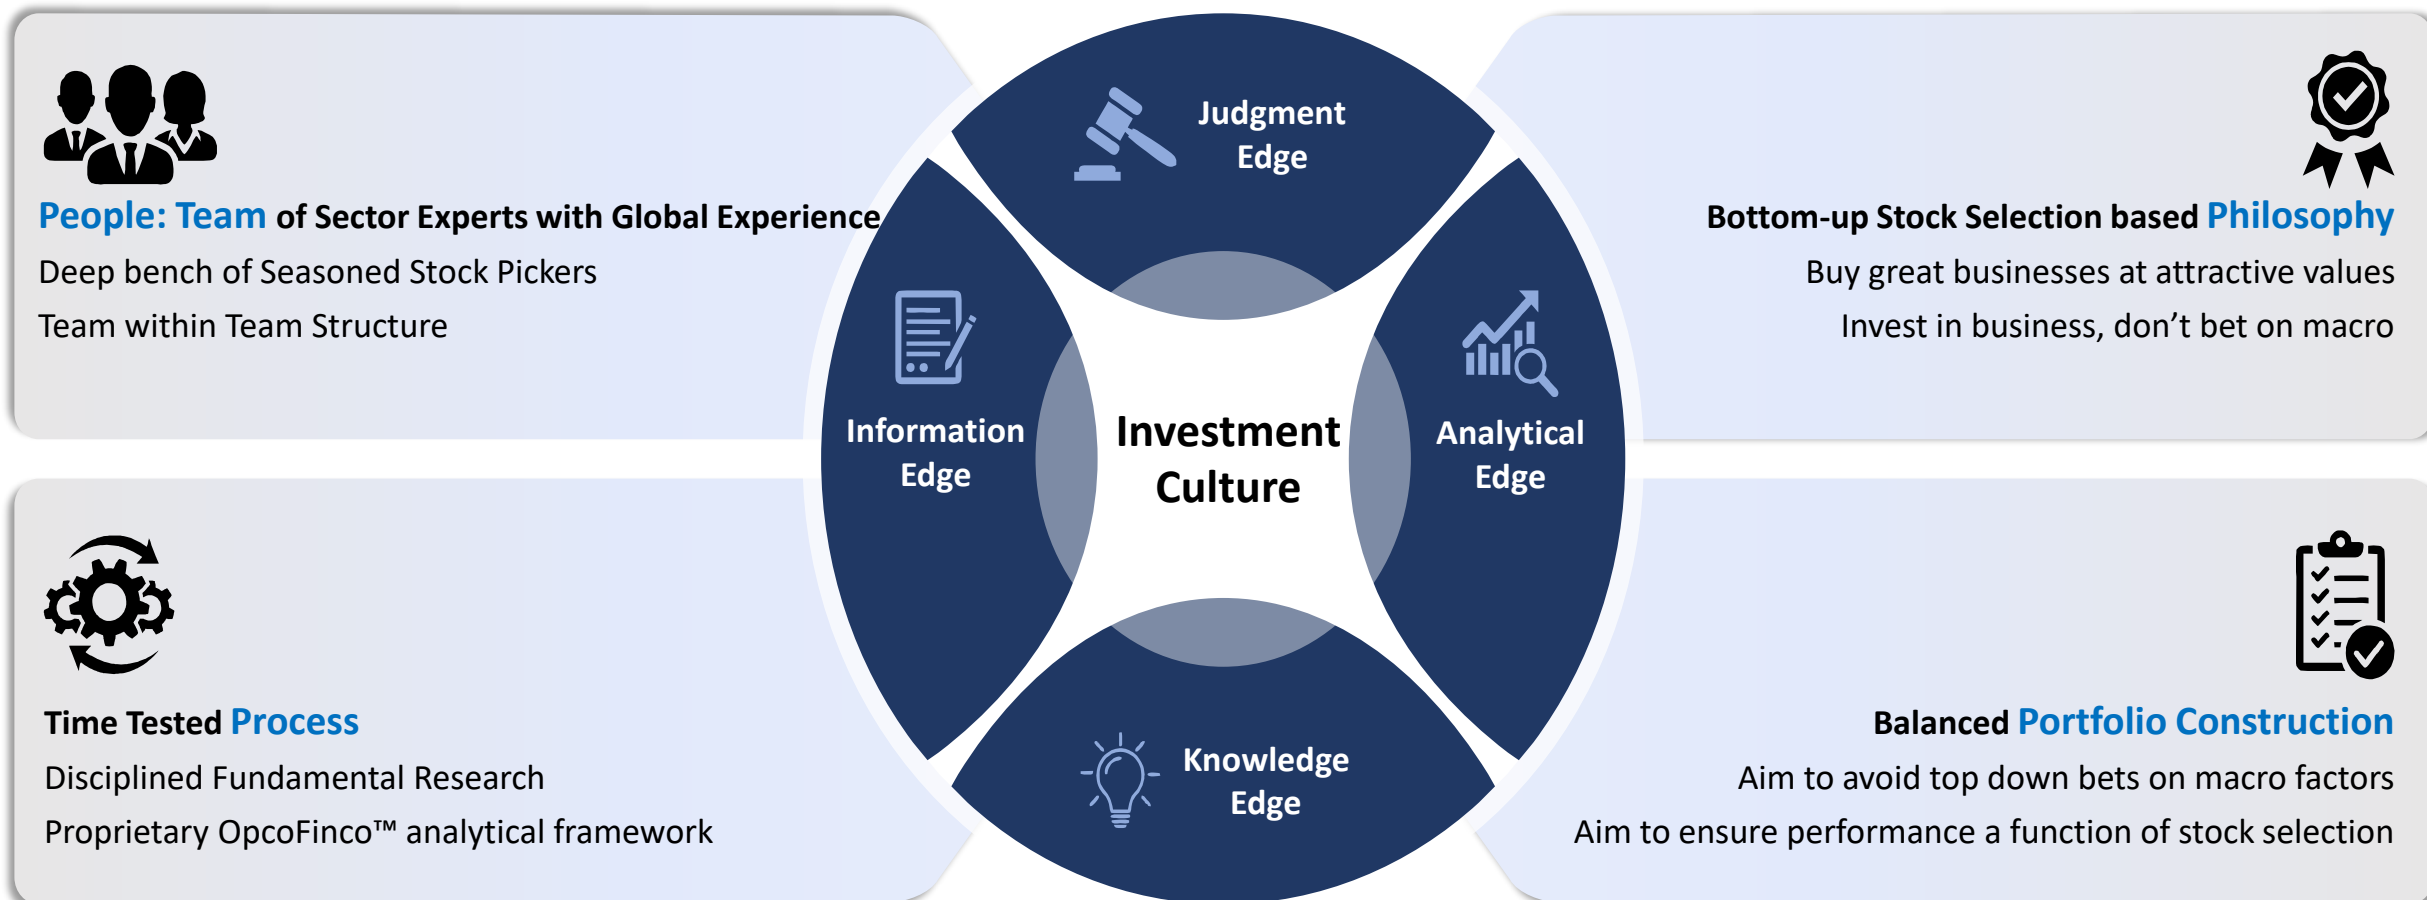 People: Team of Sector Experts with Global Experience
Deep bench of Seasoned Stock Pickers
Team within Team Structure
Judgment
Edge
Bottom-up Stock Selection based Philosophy
Buy great businesses at attractive values
Invest in business, don’t bet on macro
Information
Edge
Investment
Culture
Analytical
Edge
Time Tested Process
Disciplined Fundamental Research
Proprietary OpcoFinco™ analytical framework
Knowledge
Edge
Balanced Portfolio Construction
Aim to avoid top down bets on macro factors
Aim to ensure performance a function of stock selection